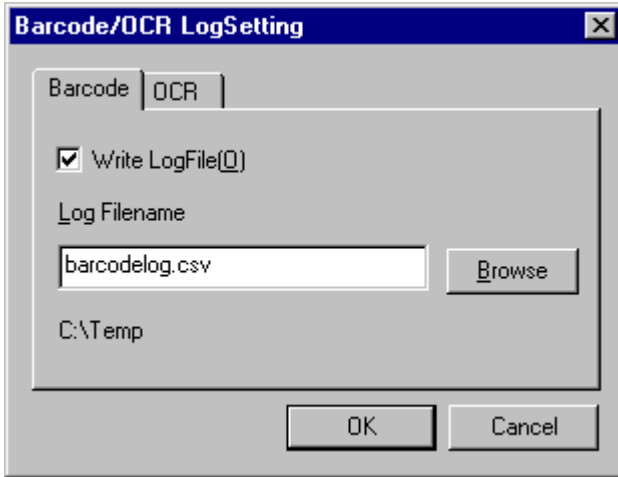 Barcode/OCR LogSetting
Barcode OCR
Write LogFile(O)
Log Filename
barcodelog.csv
Browse
C:\Temp
OK Cancel